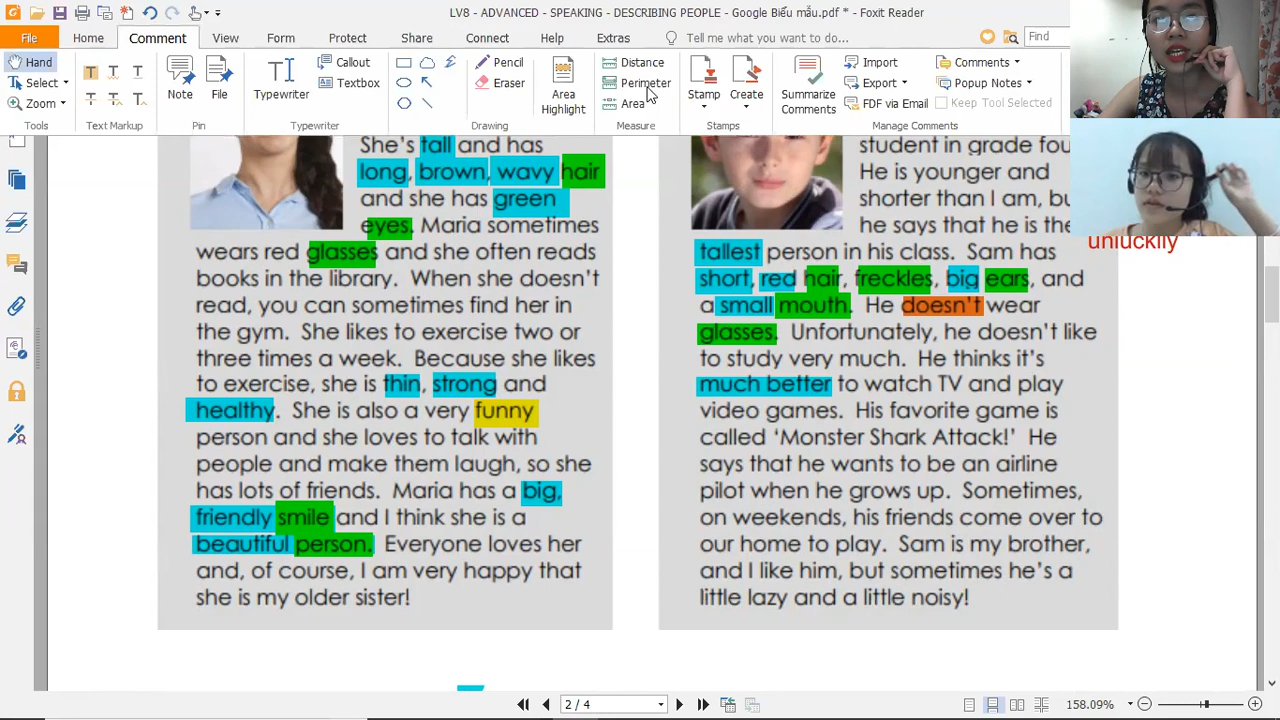 LV8 - ADVANCED - SPEAKING - DESCRIBING PEOPLE - Google Biểu mẫu.pdf * - Foxit Reader
File Home Comment View Form Protect Share Connect Help Extras Tell me what you want to do... Find
Hand
Select
Zoom
Tools
T T T
T T T
Text Markup
Note
File
Pin
Typewriter
Callout
Textbox
Typewriter
Pencil
Eraser
Drawing
Area Highlight
Distance
Perimeter
Area
Measure
Stamp
Create
Stamps
Summarize Comments
Import
Export
FDF via Email
Comments
Popup Notes
Keep Tool Selected
Manage Comments
She's tall and has
long, brown, wavy hair
and she has green
eyes. Maria sometimes
wears red glasses and she often reads
books in the library. When she doesn't
read, you can sometimes find her in
the gym. She likes to exercise two or
three times a week. Because she likes
to exercise, she is thin, strong and
healthy. She is also a very funny
person and she loves to talk with
people and make them laugh, so she
has lots of friends. Maria has a big,
friendly smile and I think she is a
beautiful person. Everyone loves her
and, of course, I am very happy that
she is my older sister!
student in grade fou
He is younger and
shorter than I am, bu
he says that he is the
tallest person in his class. Sam has
short, red hair, freckles, big ears, and
a small mouth. He doesn't wear
glasses. Unfortunately, he doesn't like
to study very much. He thinks it's
much better to watch TV and play
video games. His favorite game is
called 'Monster Shark Attack!' He
says that he wants to be an airline
pilot when he grows up. Sometimes,
on weekends, his friends come over to
our home to play. Sam is my brother,
and I like him, but sometimes he's a
little lazy and a little noisy!
unluckily
2 / 4
158.09%